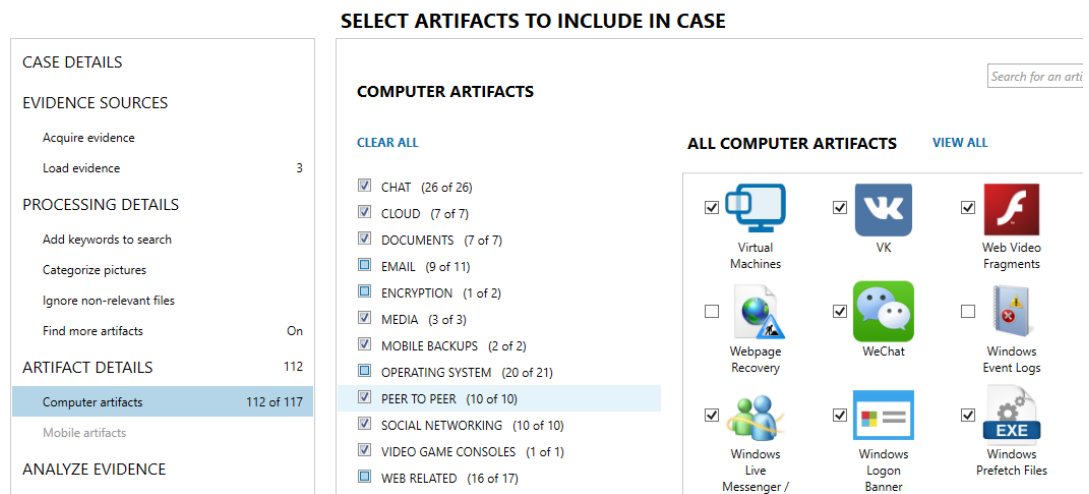 SELECT ARTIFACTS TO INCLUDE IN CASE
CASE DETAILS
EVIDENCE SOURCES
Acquire evidence
Load evidence 3
PROCESSING DETAILS
Add keywords to search
Categorize pictures
Ignore non-relevant files
Find more artifacts On
ARTIFACT DETAILS 112
Computer artifacts 112 of 117
Mobile artifacts
ANALYZE EVIDENCE
Search for an arti
COMPUTER ARTIFACTS
CLEAR ALL
CHAT (26 of 26)
CLOUD (7 of 7)
DOCUMENTS (7 of 7)
EMAIL (9 of 11)
ENCRYPTION (1 of 2)
MEDIA (3 of 3)
MOBILE BACKUPS (2 of 2)
OPERATING SYSTEM (20 of 21)
PEER TO PEER (10 of 10)
SOCIAL NETWORKING (10 of 10)
VIDEO GAME CONSOLES (1 of 1)
WEB RELATED (16 of 17)
ALL COMPUTER ARTIFACTS VIEW ALL
Virtual
Machines
VK
Web Video
Fragments
Webpage
Recovery
WeChat
Windows
Event Logs
Windows
Live
Messenger /
Windows
Logon
Banner
EXE
Windows
Prefetch Files